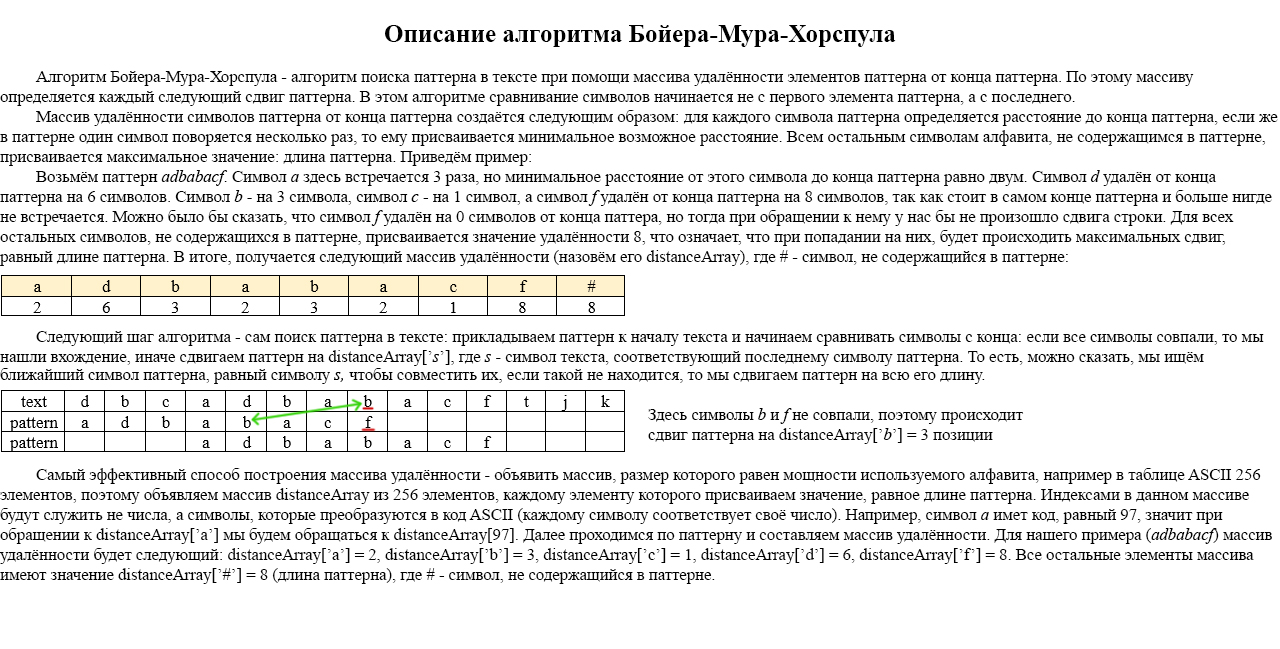 Описание алгоритма Бойера-Мура-Хорспула
Алгоритм Бойера-Мура-Хорспула - алгоритм поиска паттерна в тексте при помощи массива удалённости элементов паттерна от конца паттерна. По этому массиву
определяется каждый следующий сдвиг паттерна. В этом алгоритме сравнивание символов начинается не с первого элемента паттерна, а с последнего.
Массив удалённости символов паттерна от конца паттерна создаётся следующим образом: для каждого символа паттерна определяется расстояние до конца паттерна, если же
в паттерне один символ поворяется несколько раз, то ему присваивается минимальное возможное расстояние. Всем остальным символам алфавита, не содержащимся в паттерне,
присваивается максимальное значение: длина паттерна. Приведём пример:
Возьмём паттерн adbabacf. Символ a здесь встречается 3 раза, но минимальное расстояние от этого символа до конца паттерна равно двум. Символ d удалён от конца
паттерна на 6 символов. Символ b - на 3 символа, символ c - на 1 символ, а символ f удалён от конца паттерна на 8 символов, так как стоит в самом конце паттерна и больше нигде
не встречается. Можно было бы сказать, что символ f удалён на 0 символов от конца паттера, но тогда при обращении к нему у нас бы не произошло сдвига строки. Для всех
остальных символов, не содержащихся в паттерне, присваивается значение удалённости 8, что означает, что при попадании на них, будет происходить максимальных сдвиг,
равный длине паттерна. В итоге, получается следующий массив удалённости (назовём его distanceArray), где # - символ, не содержащийся в паттерне:
a d b a b a c f #
2 6 3 2 3 2 1 8 8
Следующий шаг алгоритма - сам поиск паттерна в тексте: прикладываем паттерн к началу текста и начинаем сравнивать символы с конца: если все символы совпали, то мы
нашли вхождение, иначе сдвигаем паттерн на distanceArray[’s’], где s - символ текста, соответствующий последнему символу паттерна. То есть, можно сказать, мы ищём
ближайший символ паттерна, равный символу s, чтобы совместить их, если такой не находится, то мы сдвигаем паттерн на всю его длину.
text d b c a d b a b a c f t j k
pattern a d b a b a c f
pattern a d b a b a c f
Здесь символы b и f не совпали, поэтому происходит
сдвиг паттерна на distanceArray[’b’] = 3 позиции
Самый эффективный способ построения массива удалённости - объявить массив, размер которого равен мощности используемого алфавита, например в таблице ASCII 256
элементов, поэтому объявляем массив distanceArray из 256 элементов, каждому элементу которого присваиваем значение, равное длине паттерна. Индексами в данном массиве
будут служить не числа, а символы, которые преобразуются в код ASCII (каждому символу соответствует своё число). Например, символ a имет код, равный 97, значит при
обращении к distanceArray[’a’] мы будем обращаться к distanceArray[97]. Далее проходимся по паттерну и составляем массив удалённости. Для нашего примера (adbabacf) массив
удалённости будет следующий: distanceArray[’a’] = 2, distanceArray[’b’] = 3, distanceArray[’c’] = 1, distanceArray[’d’] = 6, distanceArray[’f’] = 8. Все остальные элементы массива
имеют значение distanceArray[’#’] = 8 (длина паттерна), где # - символ, не содержащийся в паттерне.